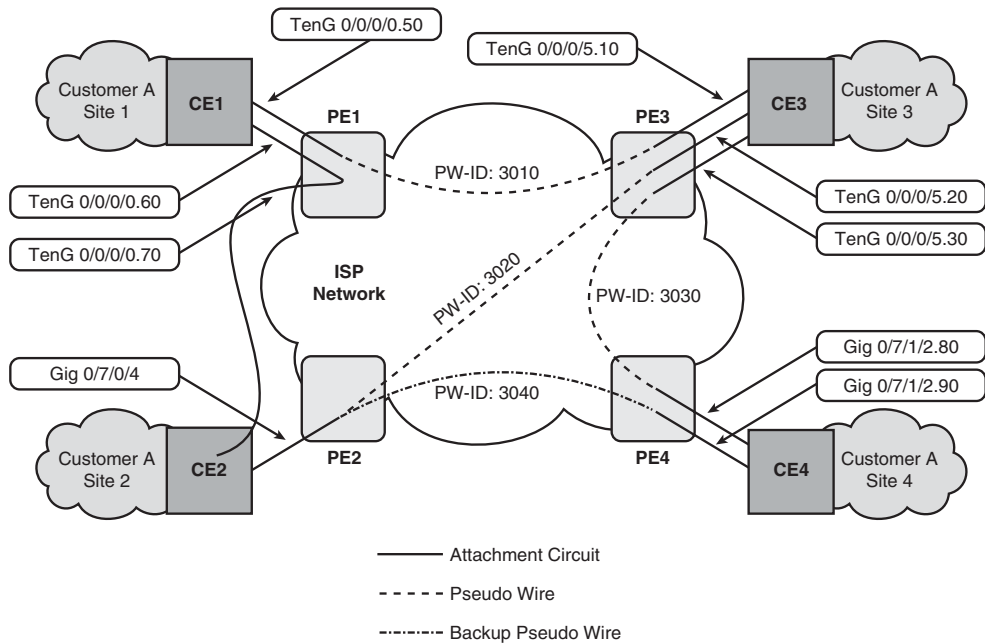 TenG 0/0/0/0.50
TenG 0/0/0/5.10
Customer A
Site 1
CE1
PE1
PE3
CE3
Customer A
Site 3
PW-ID: 3010
TenG 0/0/0/0.60
TenG 0/0/0/5.20
TenG 0/0/0/0.70
TenG 0/0/0/5.30
ISP
Network
PW-ID: 3020
PW-ID: 3030
Gig 0/7/0/4
Gig 0/7/1/2.80
PW-ID: 3040
Gig 0/7/1/2.90
Customer A
Site 2
CE2
PE2
PE4
CE4
Customer A
Site 4
Attachment Circuit
Pseudo Wire
Backup Pseudo Wire